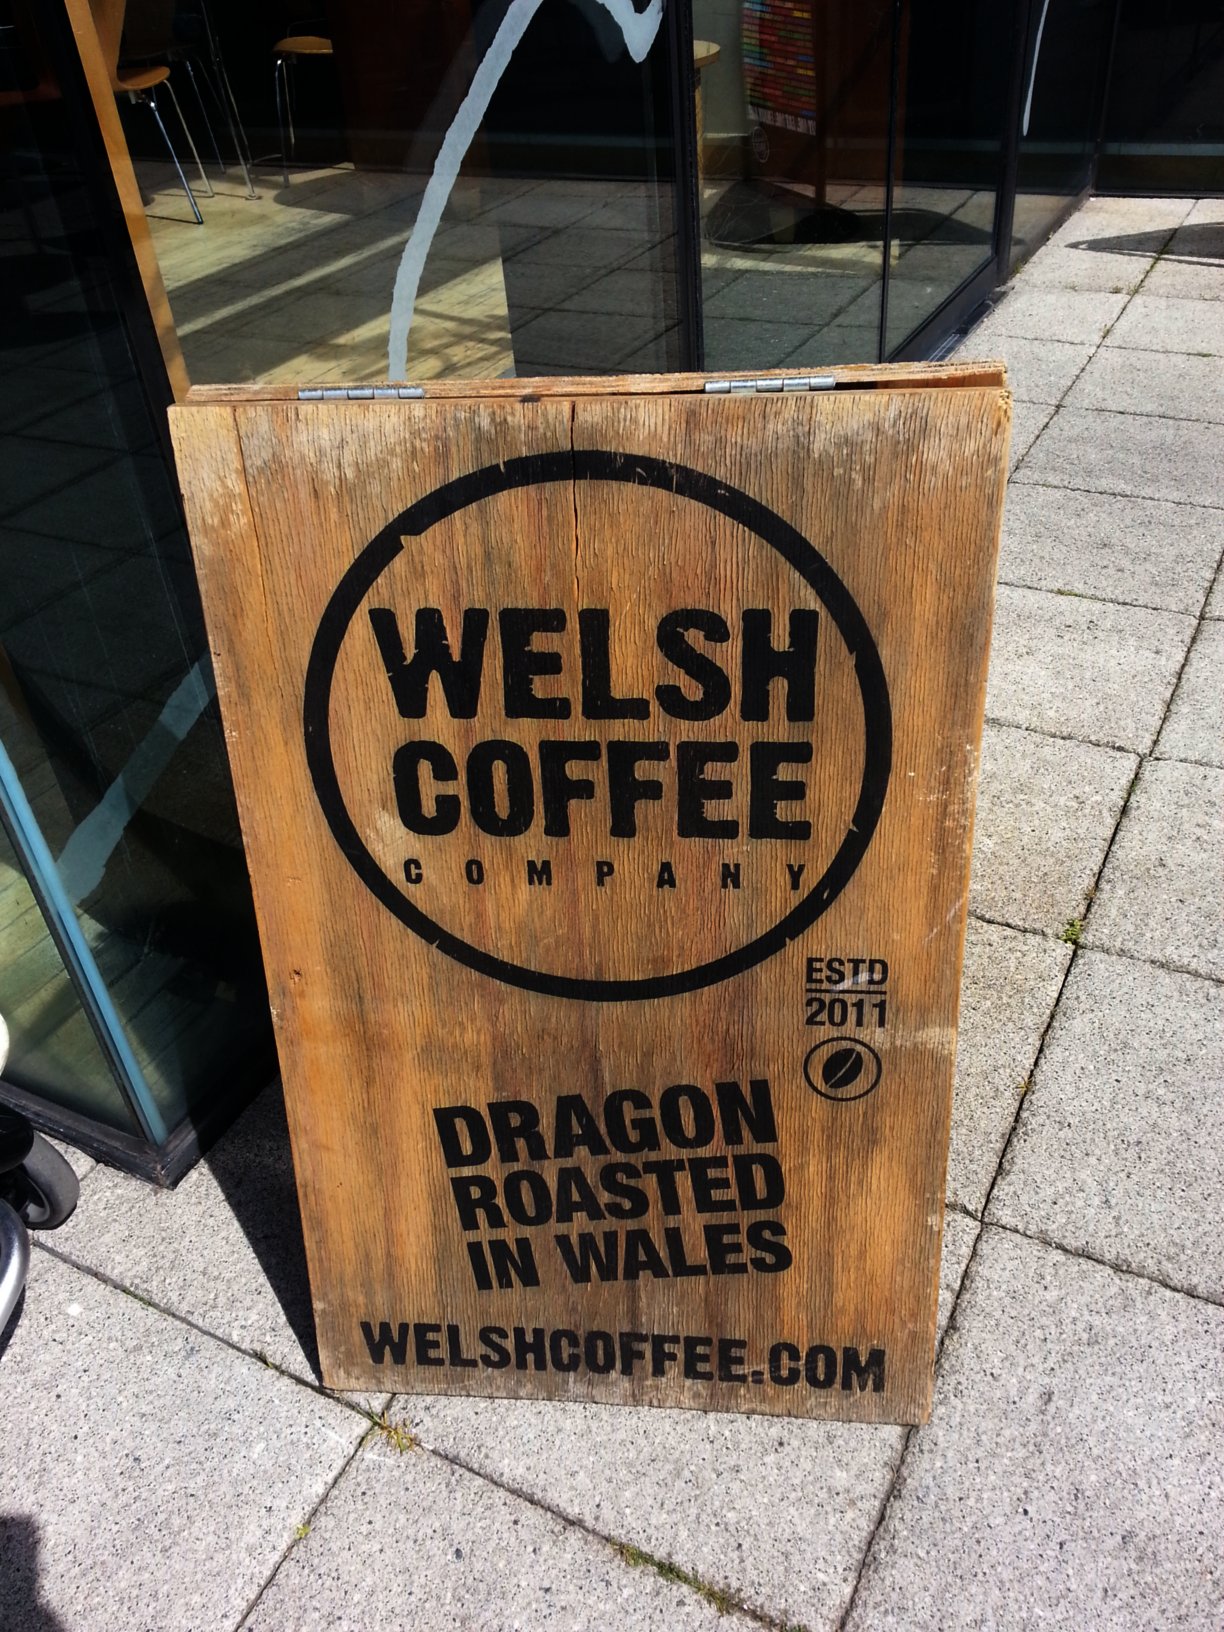 WELSH
COFFEE
COMPANY
ESTD
2011
DRAGON
ROASTED
IN WALES
WELSHCOFFEE.COM